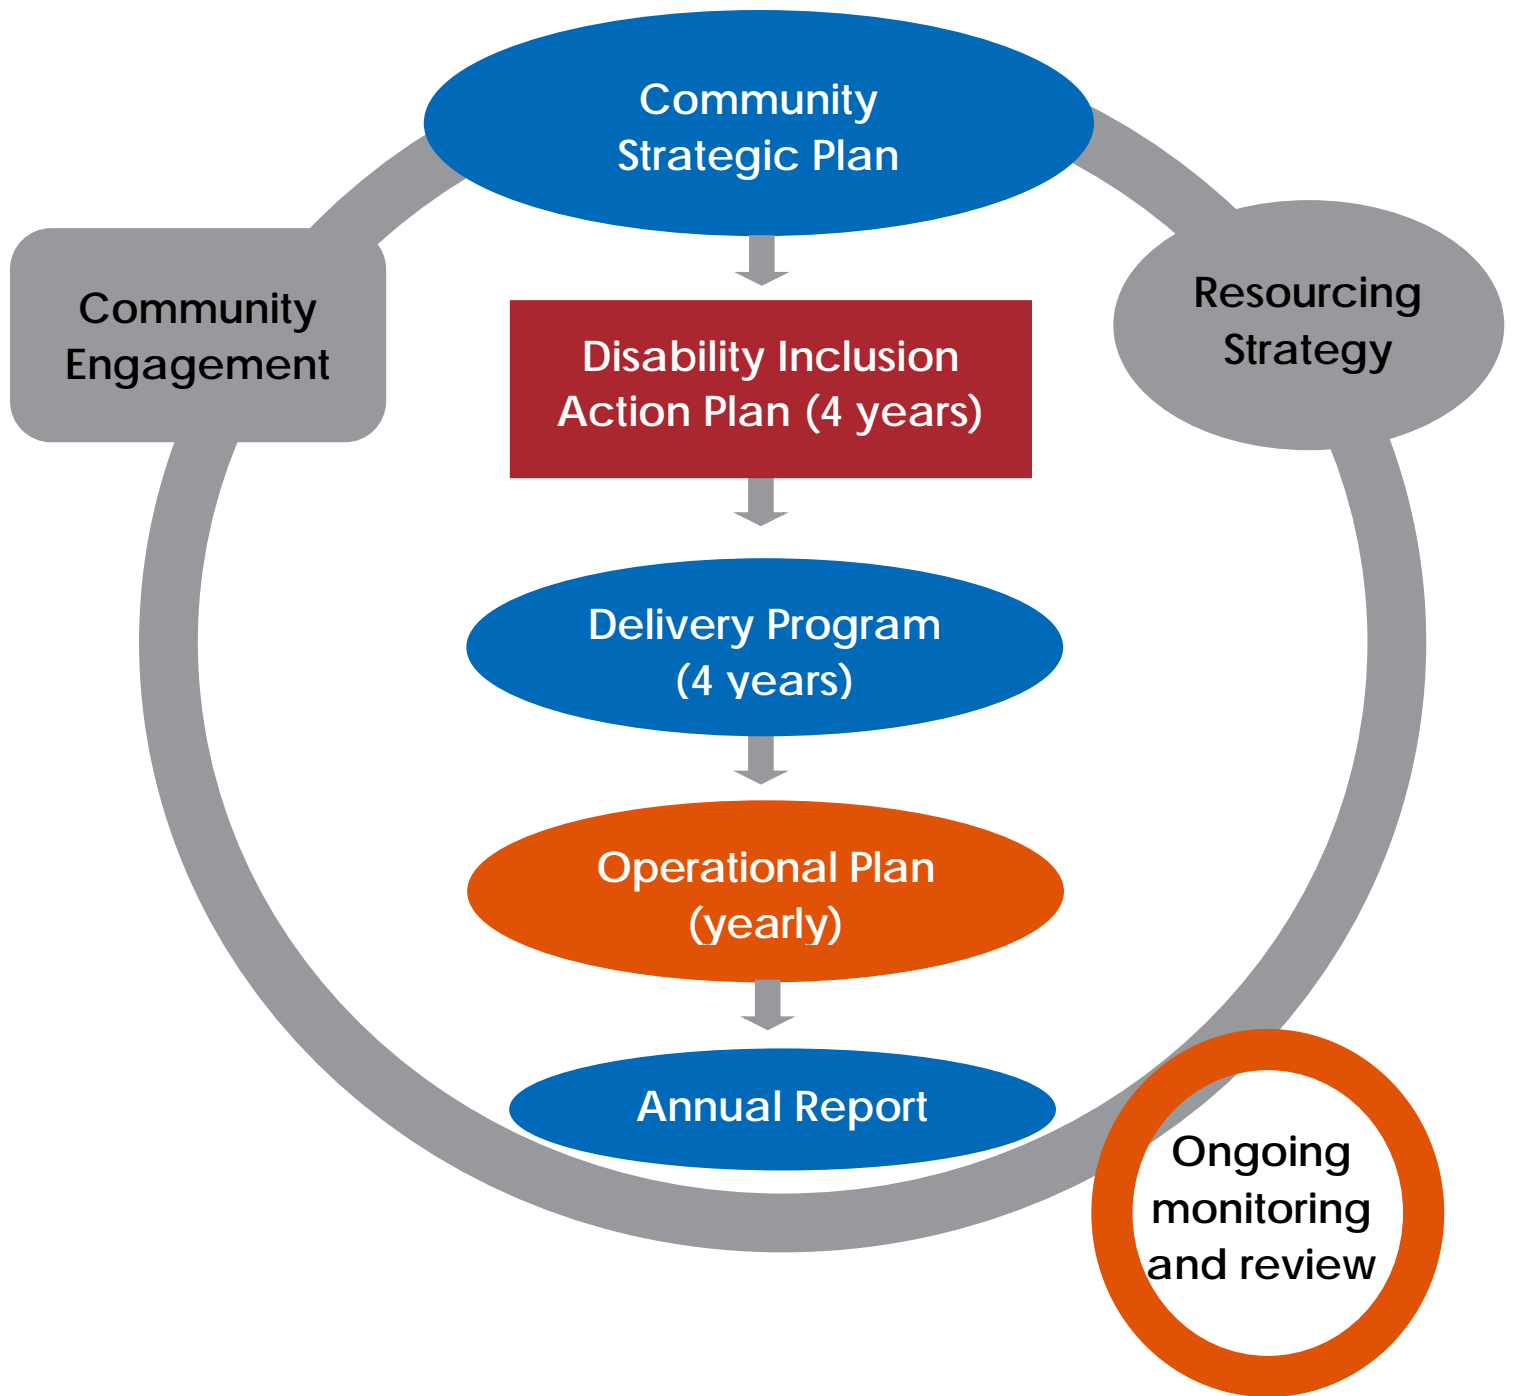 Community
Strategic Plan
Community
Engagement
Resourcing
Strategy
Disability Inclusion
Action Plan (4 years)
Delivery Program
(4 years)
Operational Plan
(yearly)
Annual Report
Ongoing
monitoring
and review